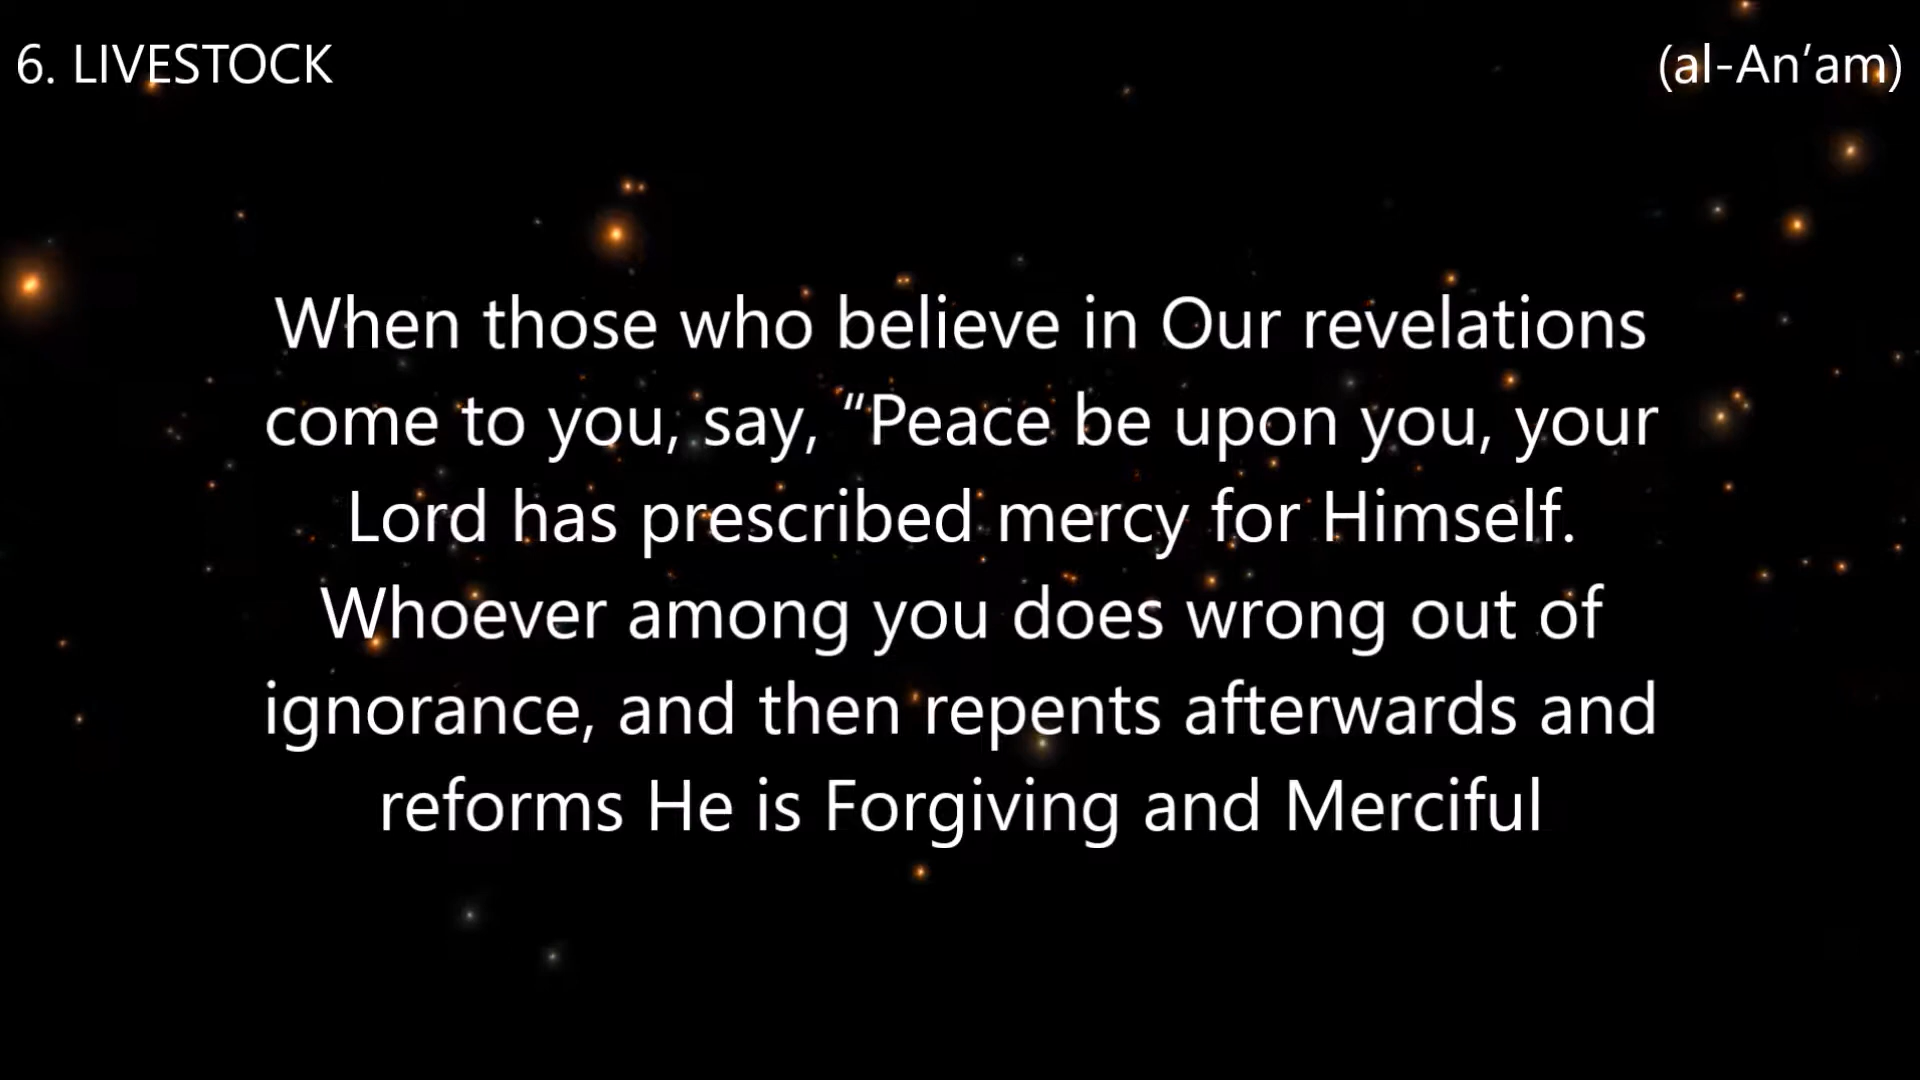 6. LIVESTOCK
(al-An’am)
When those who believe in Our revelations
come to you, say, “Peace be upon you, your
Lord has prescribed mercy for Himself.
Whoever among you does wrong out of
ignorance, and then repents afterwards and
reforms He is Forgiving and Merciful